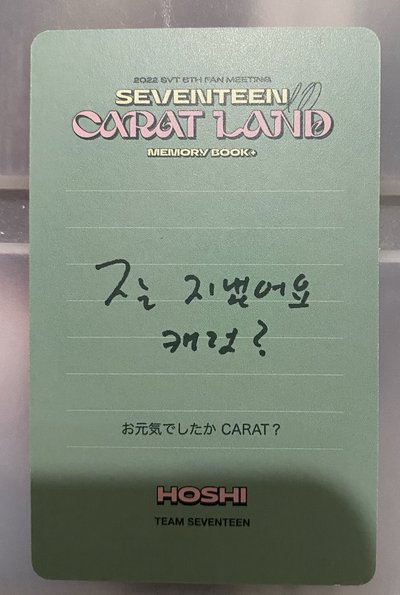 2022 SVT 6TH FAN MEETING
SEVENTEEN
CARAT LAND
MEMORY BOOK+
잘 지냈어요
캐럿?
お元気でしたか CARAT?
HOSHI
TEAM SEVENTEEN